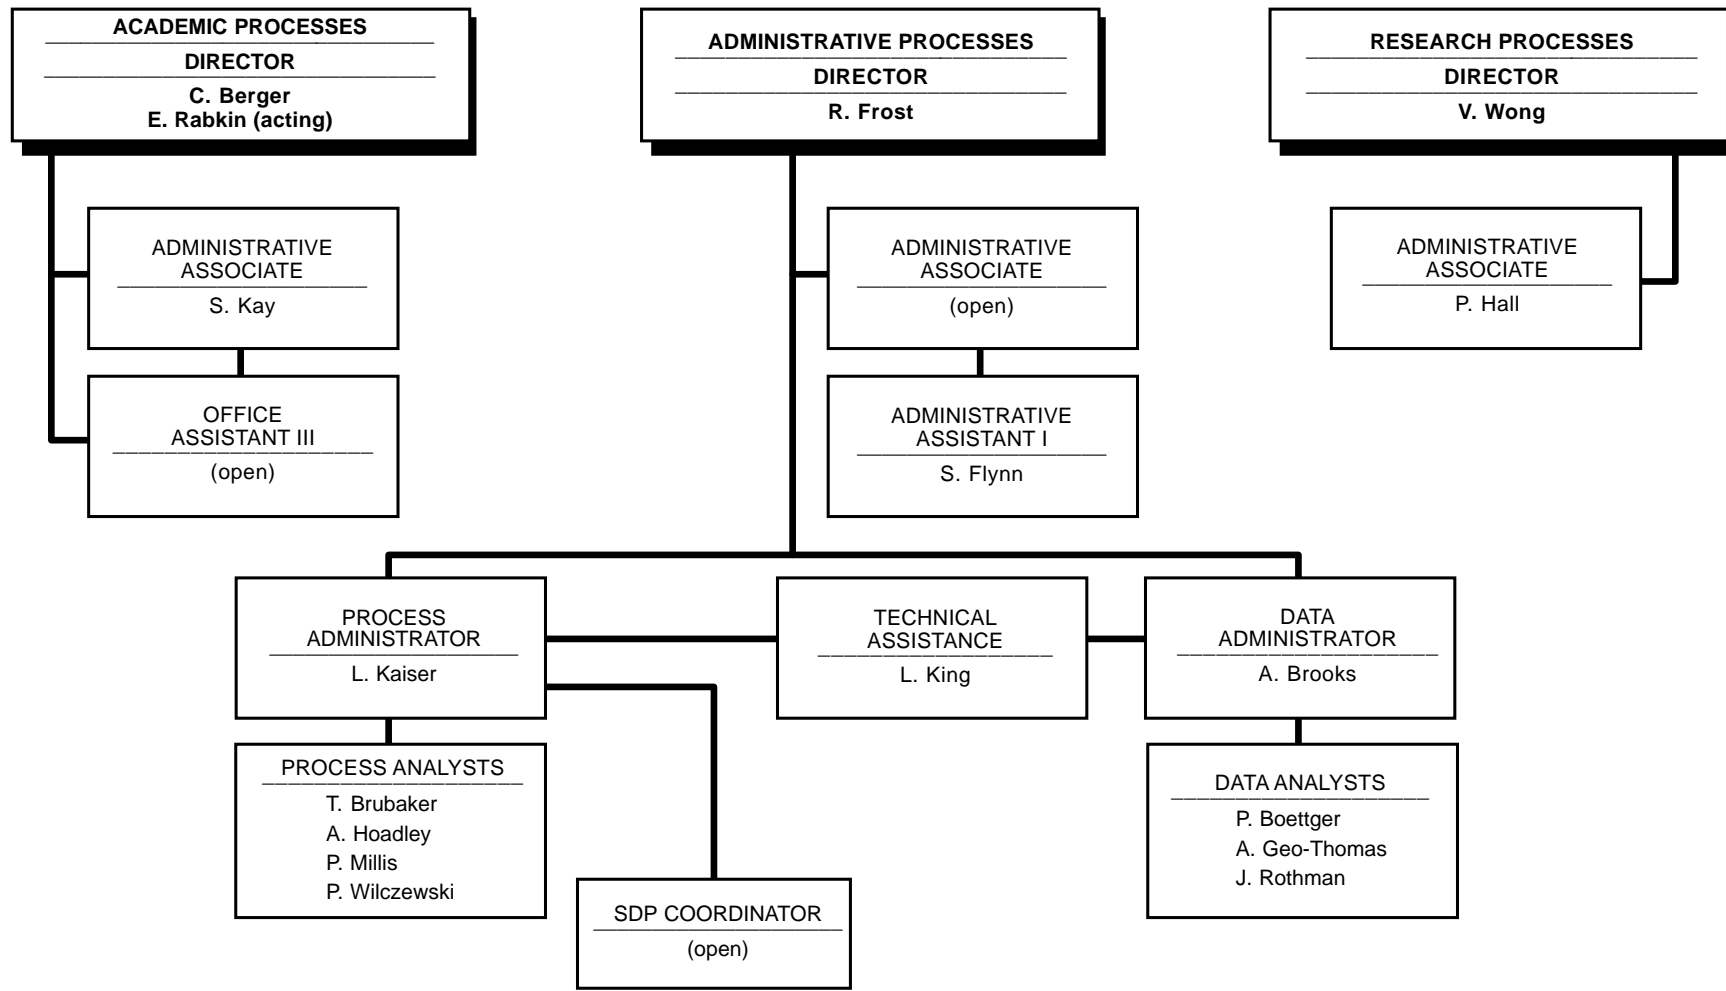 ACADEMIC PROCESSES
DIRECTOR
C. Berger
E. Rabkin (acting)
ADMINISTRATIVE PROCESSES
DIRECTOR
R. Frost
RESEARCH PROCESSES
DIRECTOR
V. Wong
ADMINISTRATIVE
ASSOCIATE
S. Kay
ADMINISTRATIVE
ASSOCIATE
(open)
ADMINISTRATIVE
ASSOCIATE
P. Hall
OFFICE
ASSISTANT III
(open)
ADMINISTRATIVE
ASSISTANT I
S. Flynn
PROCESS
ADMINISTRATOR
L. Kaiser
TECHNICAL
ASSISTANCE
L. King
DATA
ADMINISTRATOR
A. Brooks
PROCESS ANALYSTS
T. Brubaker
A. Hoadley
P. Millis
P. Wilczewski
SDP COORDINATOR
(open)
DATA ANALYSTS
P. Boettger
A. Geo-Thomas
J. Rothman